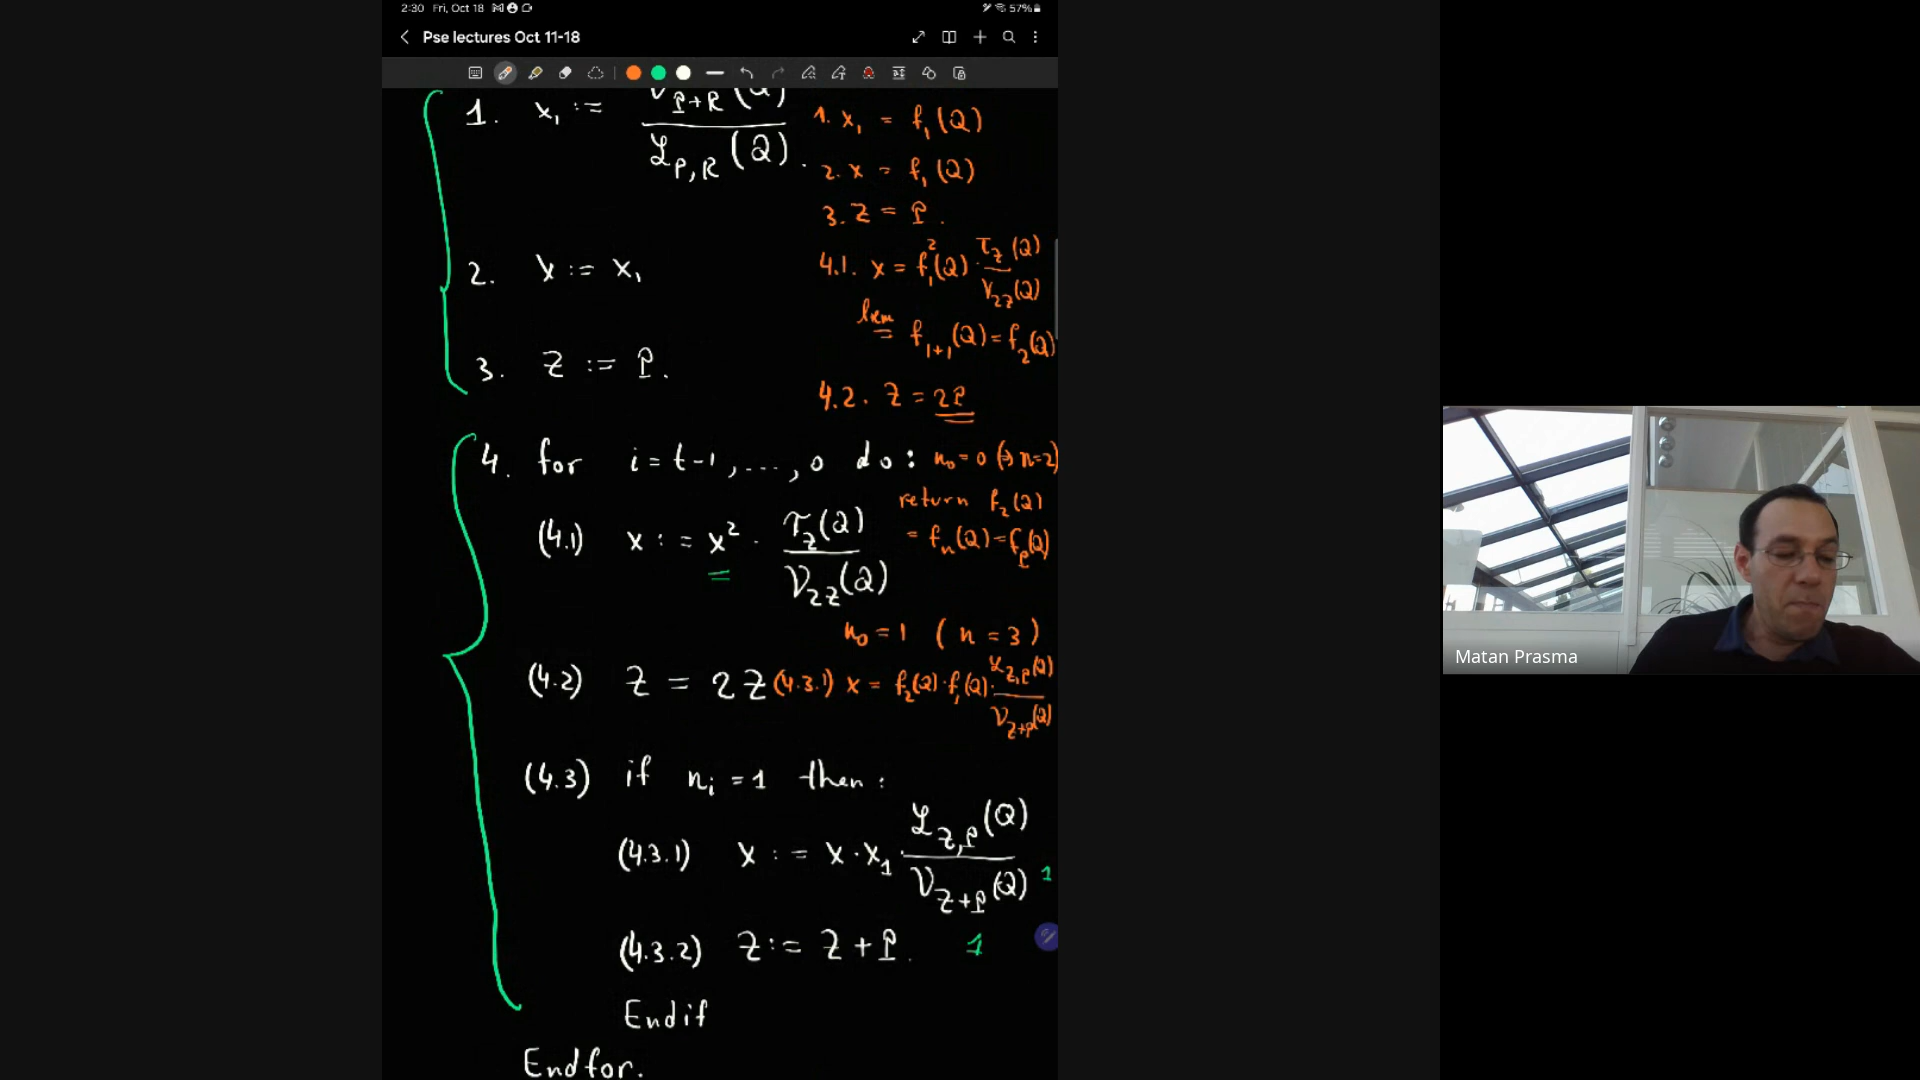 2:30 Fri, Oct 18 57%
Pse lectures Oct 11-18
1. x₁ := V_{P+R}(Q) / L_{P,R}(Q).
2. x := x₁
3. Z := P.
4. for i = t-1, ..., 0 do:
(4.1) x := x² · T_Z(Q) / V_{2Z}(Q)
(4.2) Z = 2Z
(4.3) if nᵢ = 1 then:
(4.3.1) x := x·x₁ · L_{Z,P}(Q) / V_{Z+P}(Q) 1
(4.3.2) Z := Z + P. 1
Endif
Endfor.
1. x₁ = f₁(Q)
2. x = f₁(Q)
3. Z = P.
4.1. x = f₁²(Q) · T_Z(Q) / V_{2Z}(Q)
lem = f_{1+1}(Q) = f₂(Q)
4.2. Z = 2P
n₀ = 0 (⇒ n=2)
return f₂(Q)
= fₙ(Q) = f_P(Q)
n₀ = 1 (n = 3)
(4.3.1) x = f₂(Q)·f₁(Q)· L_{Z,P}(Q) / V_{Z+P}(Q)
Matan Prasma